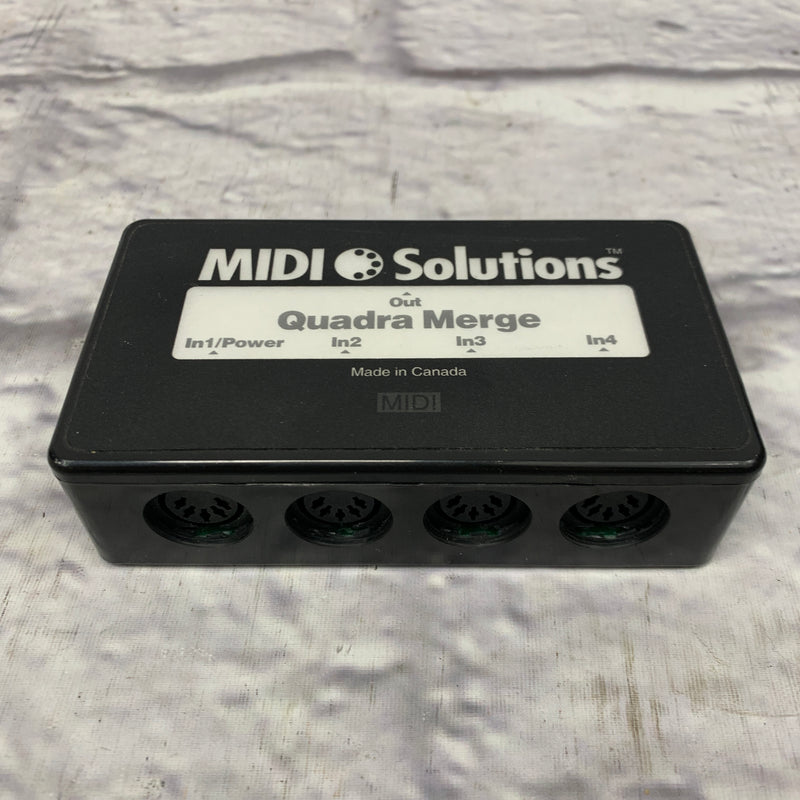 MIDI Solutions™
Out
Quadra Merge
In1/Power In2 In3 In4
Made in Canada
MIDI